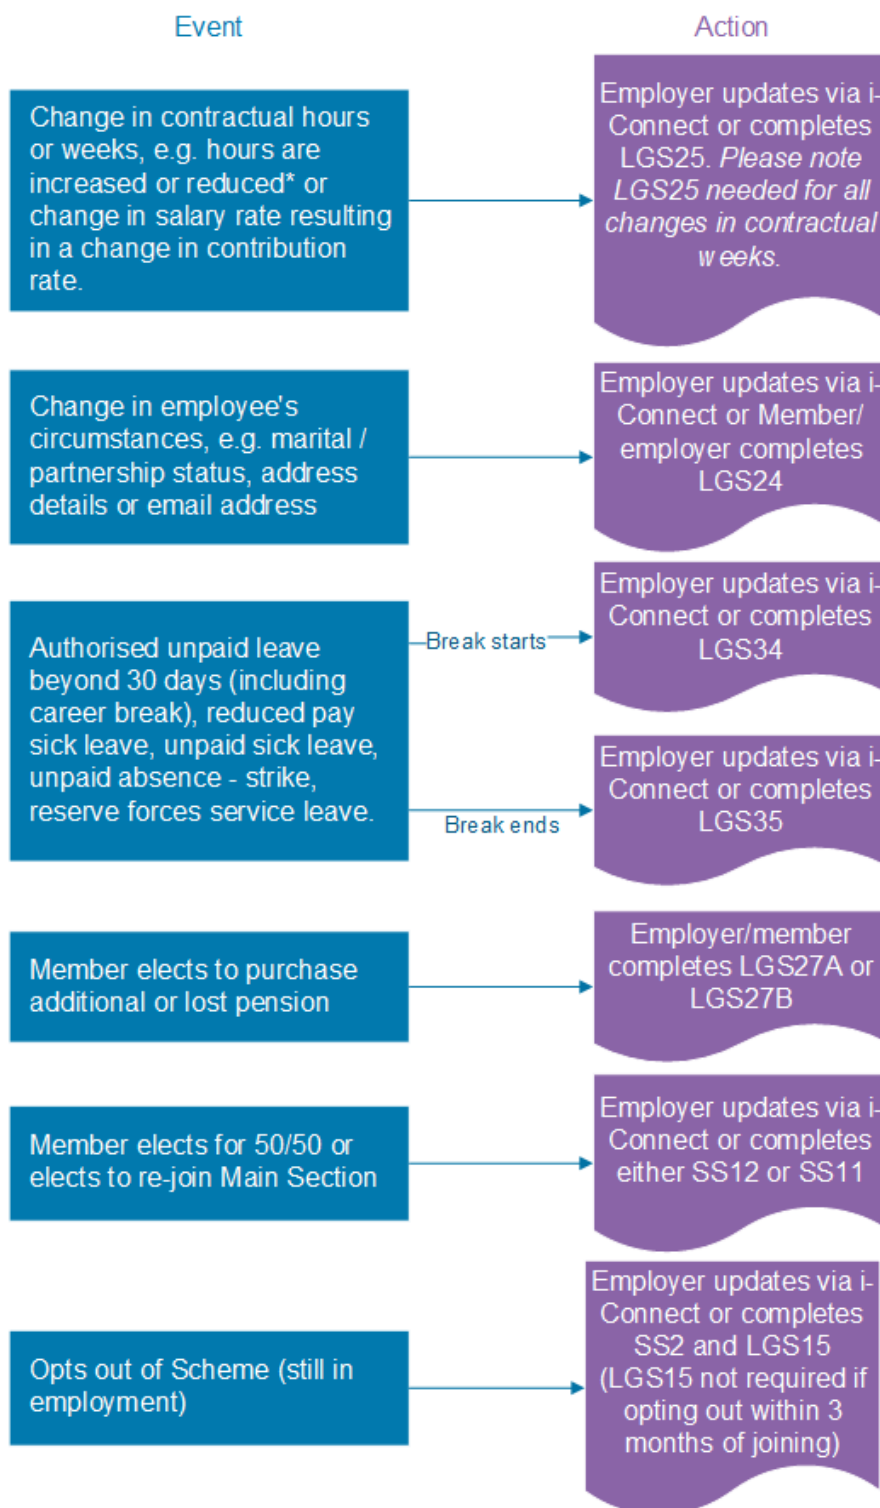 Event
Action
Change in contractual hours
or weeks, e.g. hours are
increased or reduced* or
change in salary rate resulting
in a change in contribution
rate.
Employer updates via i-
Connect or completes
LGS25. Please note
LGS25 needed for all
changes in contractual
weeks.
Change in employee's
circumstances, e.g. marital /
partnership status, address
details or email address
Employer updates via i-
Connect or Member/
employer completes
LGS24
Authorised unpaid leave
beyond 30 days (including
career break), reduced pay
sick leave, unpaid sick leave,
unpaid absence - strike,
reserve forces service leave.
Break starts
Employer updates via i-
Connect or completes
LGS34
Break ends
Employer updates via i-
Connect or completes
LGS35
Member elects to purchase
additional or lost pension
Employer/member
completes LGS27A or
LGS27B
Member elects for 50/50 or
elects to re-join Main Section
Employer updates via i-
Connect or completes
either SS12 or SS11
Opts out of Scheme (still in
employment)
Employer updates via i-
Connect or completes
SS2 and LGS15
(LGS15 not required if
opting out within 3
months of joining)